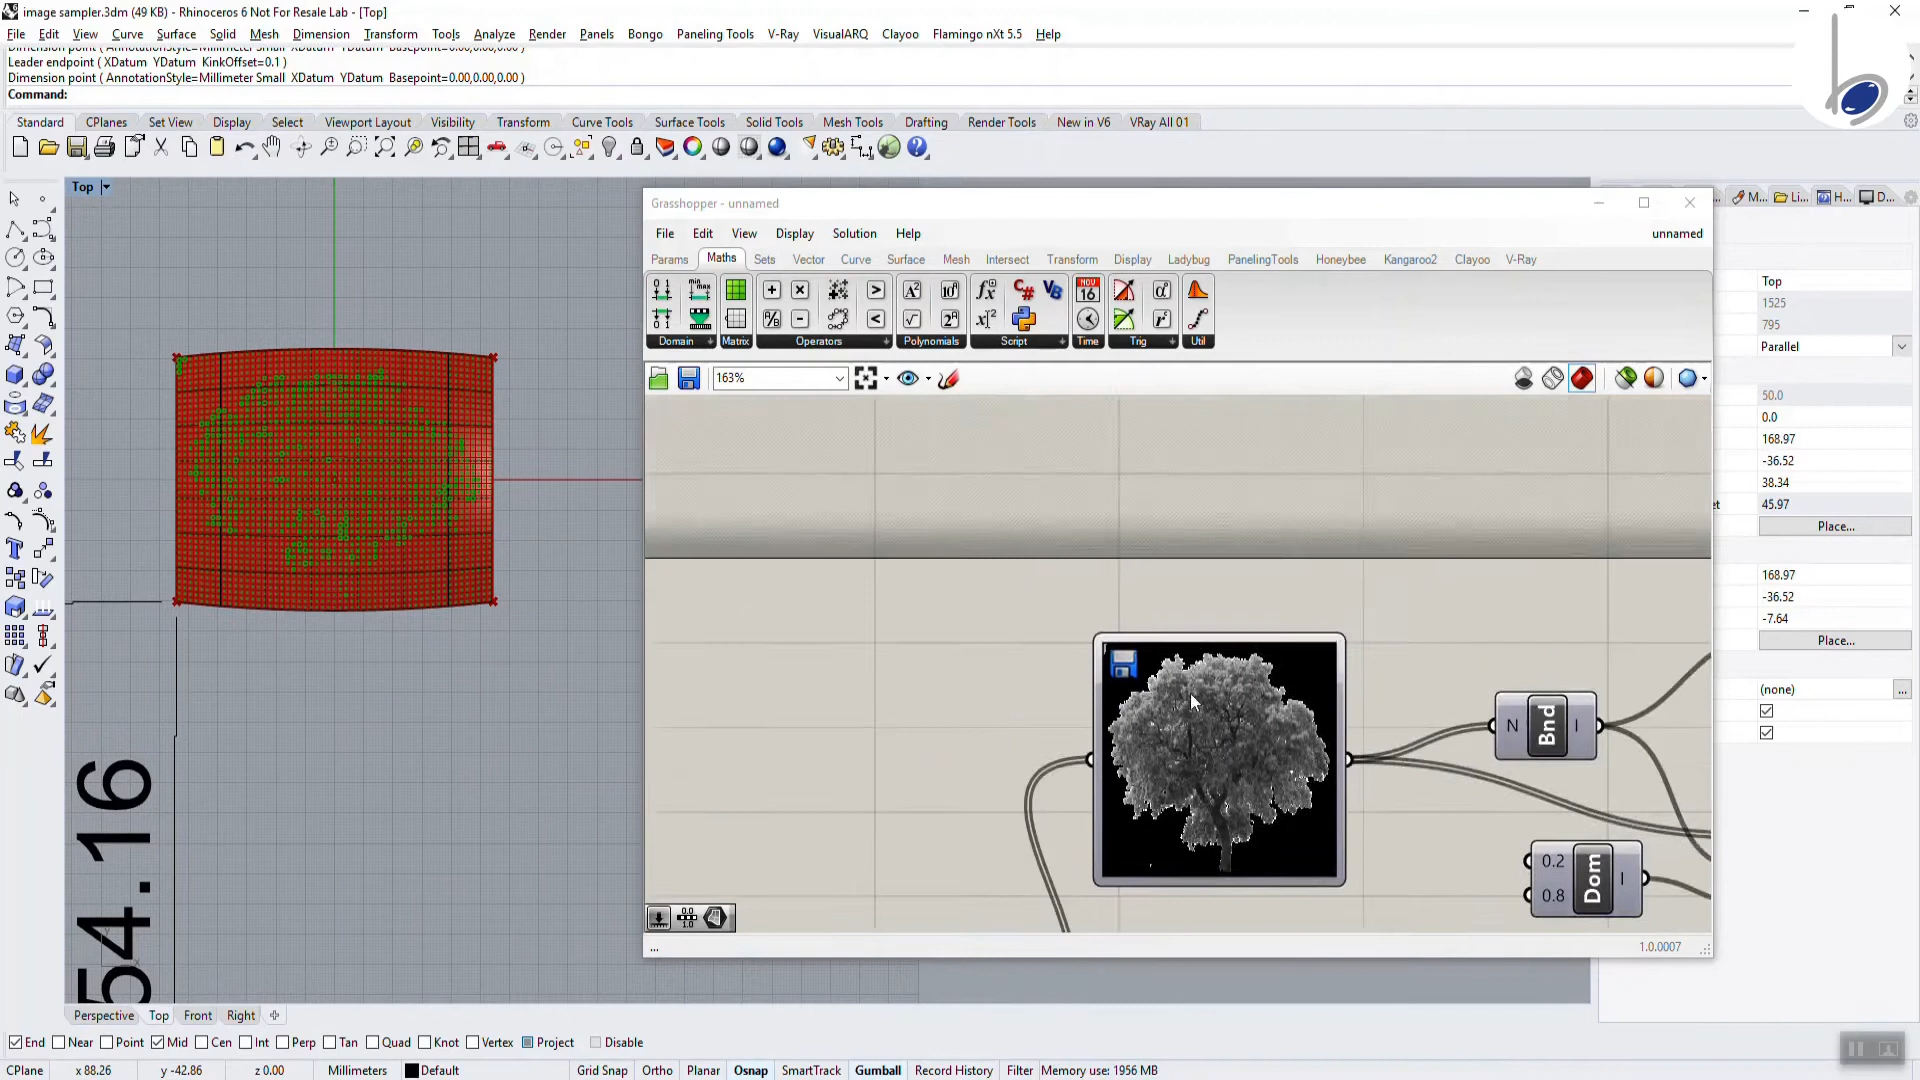 image sampler.3dm (49 KB) - Rhinoceros 6 Not For Resale Lab - [Top]
File Edit View Curve Surface Solid Mesh Dimension Transform Tools Analyze Render Panels Bongo Paneling Tools V-Ray VisualARQ Clayoo Flamingo nXt 5.5 Help
Leader endpoint ( XDatum YDatum KinkOffset=0.1 )
Dimension point ( AnnotationStyle=Millimeter Small XDatum YDatum Basepoint=0.00,0.00,0.00 )
Command:
Standard CPlanes Set View Display Select Viewport Layout Visibility Transform Curve Tools Surface Tools Solid Tools Mesh Tools Drafting Render Tools New in V6 VRay All 01
Top
M... Li... H... D...
Grasshopper - unnamed
File Edit View Display Solution Help unnamed
Params Maths Sets Vector Curve Surface Mesh Intersect Transform Display Ladybug PanelingTools Honeybee Kangaroo2 Clayoo V-Ray
Domain Matrix Operators Polynomials Script Time Trig Util
163%
Top
1525
795
Parallel
50.0
0.0
168.97
-36.52
38.34
45.97
Place...
168.97
-36.52
-7.64
Place...
(none) ...
N Bnd I
0.2
0.8
Dom I
54.16
... 1.0.0007
Perspective Top Front Right
End Near Point Mid Cen Int Perp Tan Quad Knot Vertex Project Disable
CPlane x 88.26 y -42.86 z 0.00 Millimeters Default Grid Snap Ortho Planar Osnap SmartTrack Gumball Record History Filter Memory use: 1956 MB